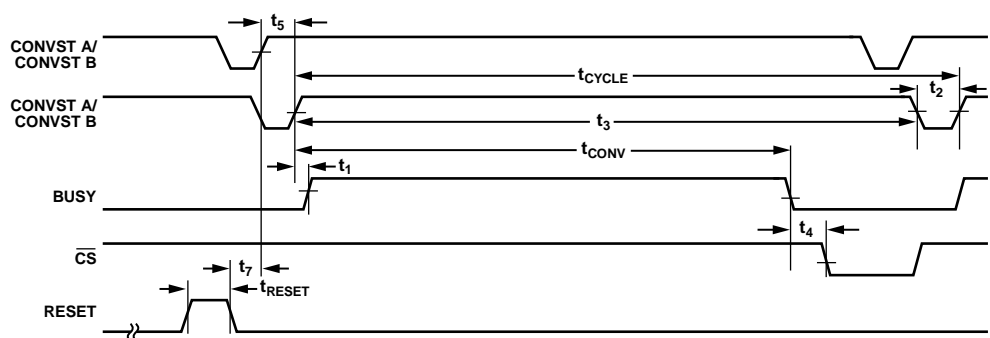 t5
CONVST A/
CONVST B
tCYCLE
t2
CONVST A/
CONVST B
t3
tCONV
t1
BUSY
t4
CS
t7
tRESET
RESET